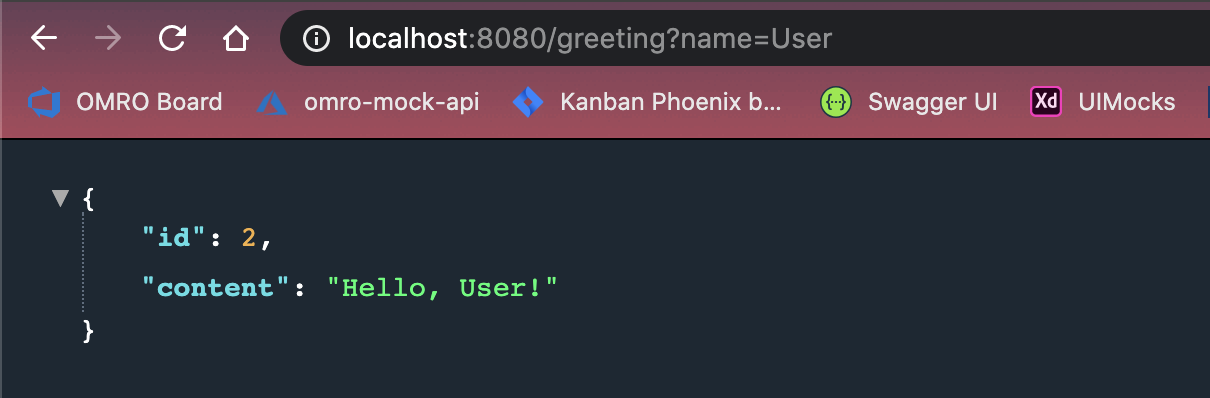 localhost:8080/greeting?name=User
OMRO Board omro-mock-api Kanban Phoenix b... Swagger UI Xd UIMocks
{
"id": 2,
"content": "Hello, User!"
}